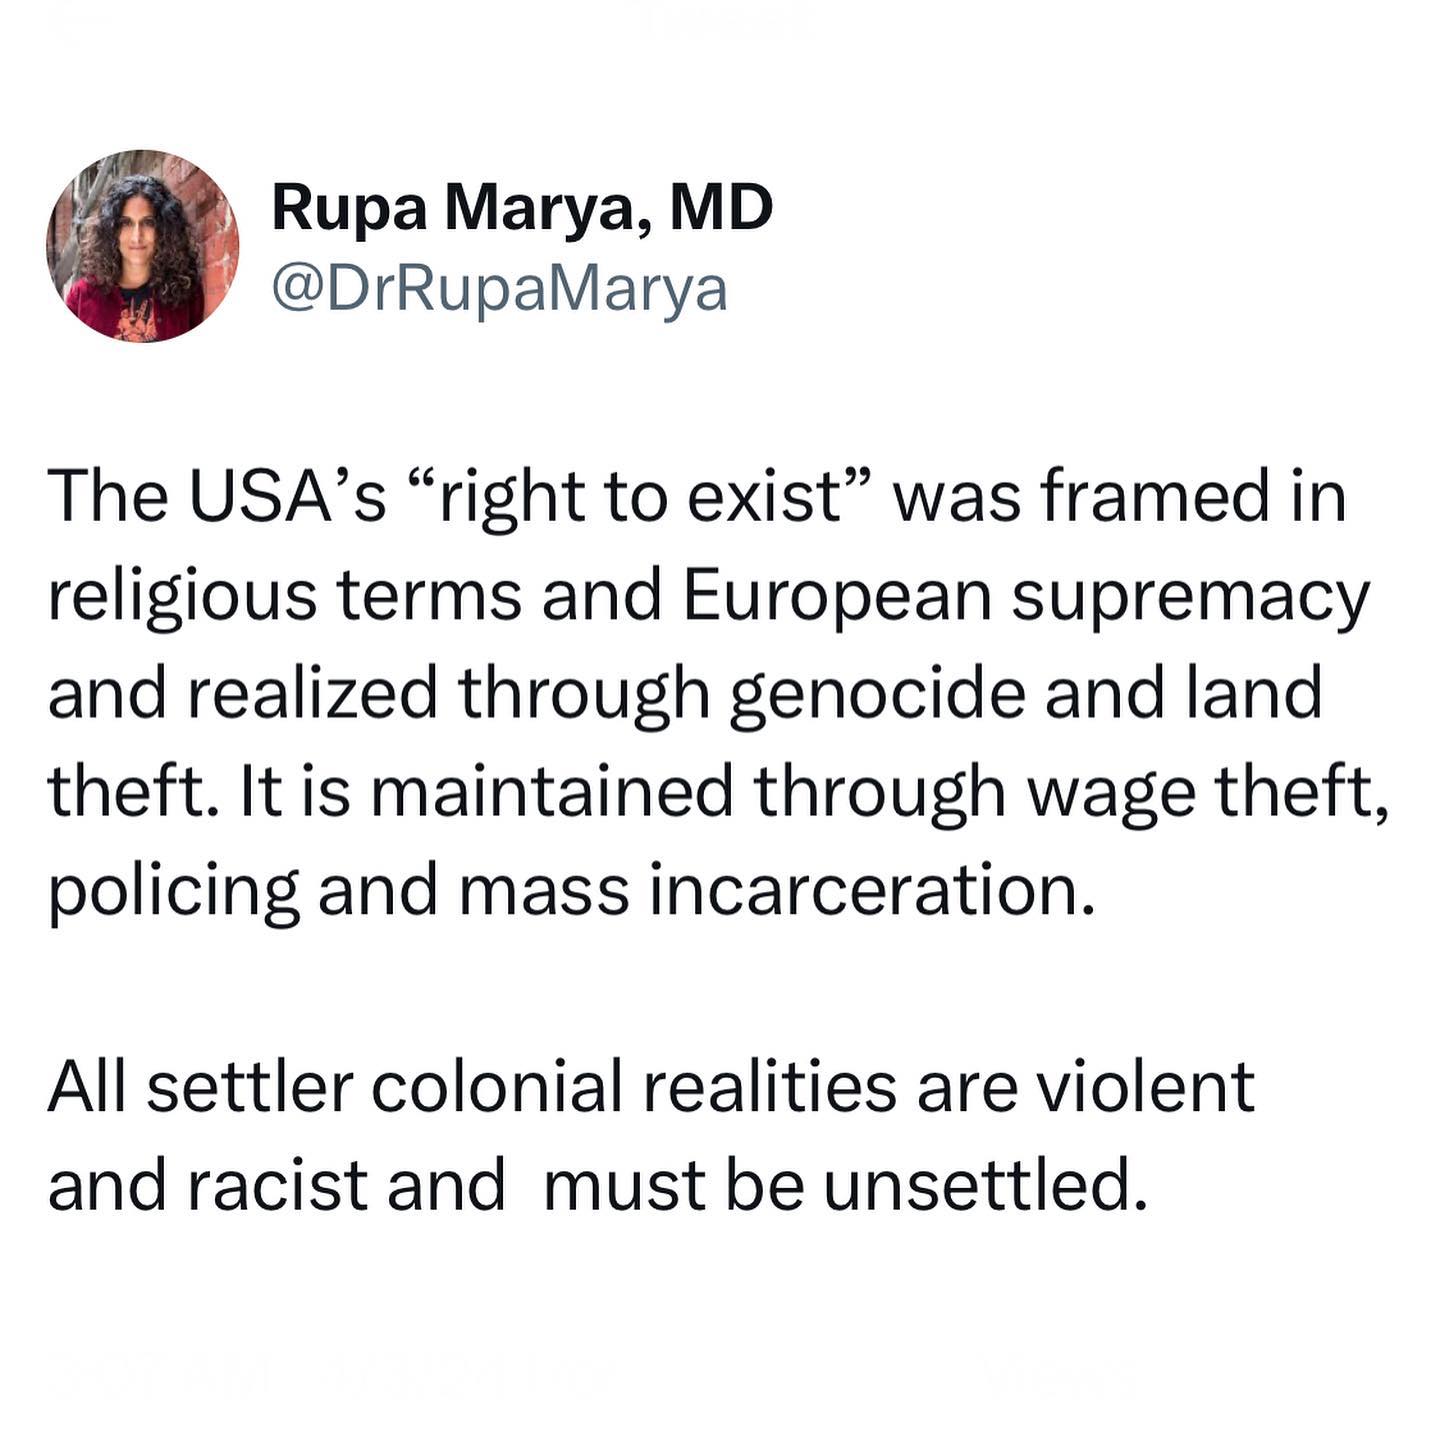 Rupa Marya, MD
@DrRupaMarya
The USA’s “right to exist” was framed in
religious terms and European supremacy
and realized through genocide and land
theft. It is maintained through wage theft,
policing and mass incarceration.
All settler colonial realities are violent
and racist and  must be unsettled.